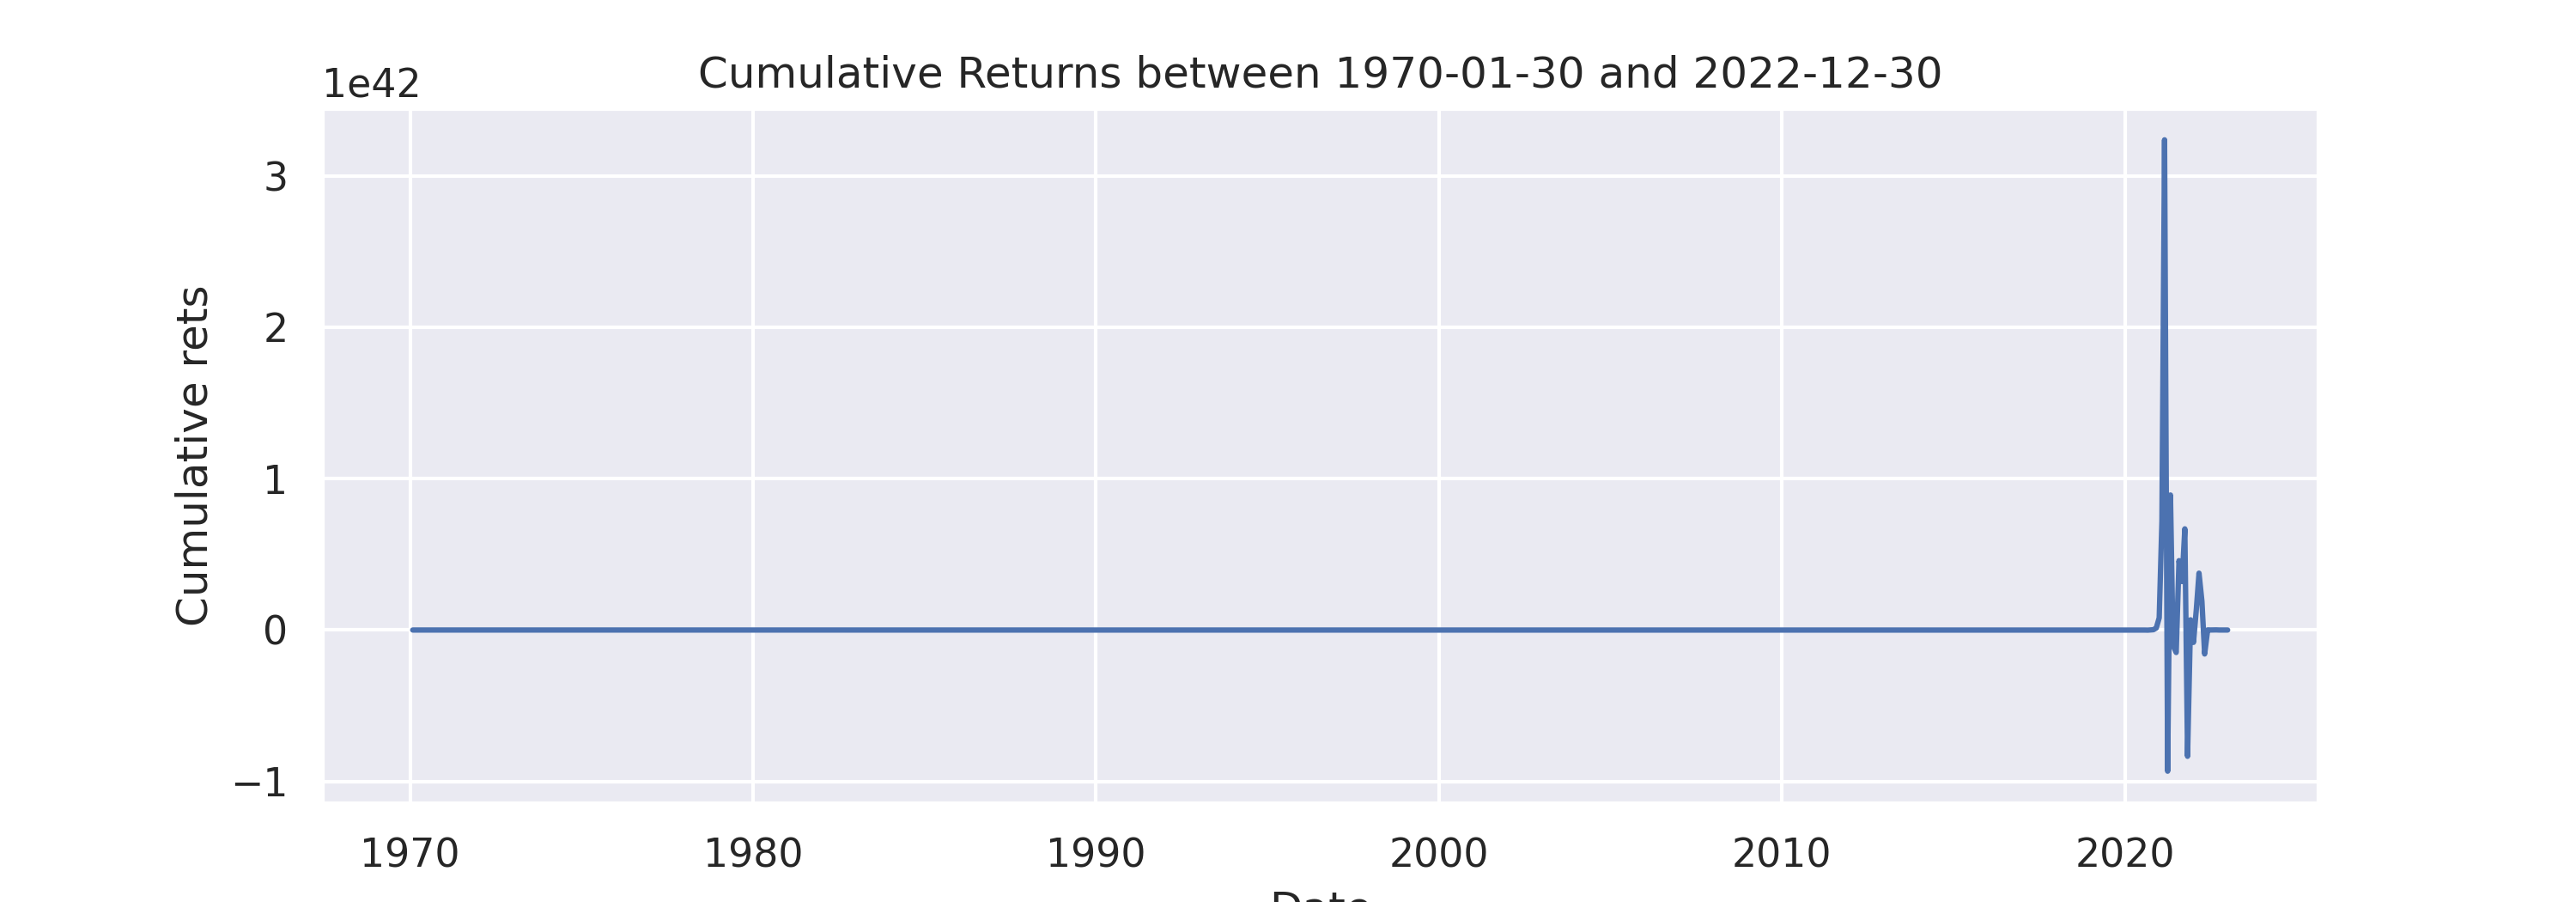 Cumulative Returns between 1970-01-30 and 2022-12-30
1e42
Cumulative rets
3
2
1
0
−1
1970 1980 1990 2000 2010 2020
Date